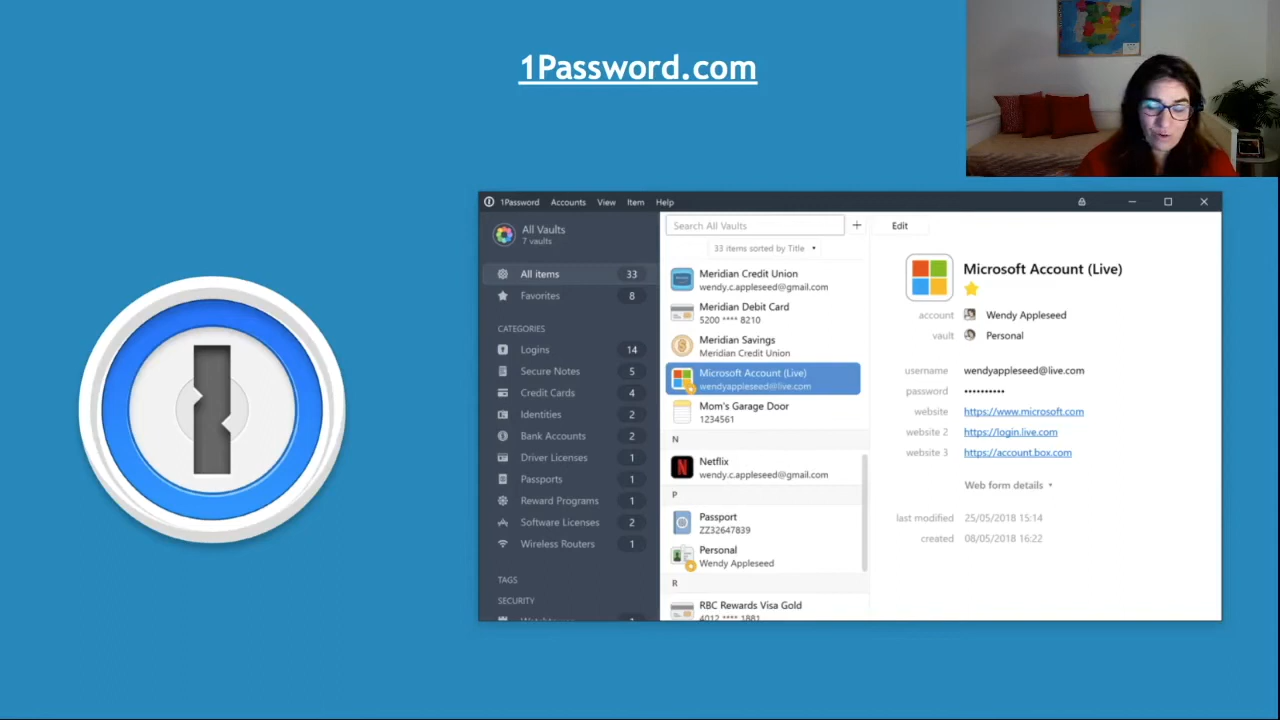 1Password.com
1Password Accounts View Item Help
All Vaults
7 vaults
All items 33
Favorites 8
CATEGORIES
Logins 14
Secure Notes 5
Credit Cards 4
Identities 2
Bank Accounts 2
Driver Licenses 1
Passports 1
Reward Programs 1
Software Licenses 2
Wireless Routers 1
TAGS
SECURITY
Search All Vaults
33 items sorted by Title
Meridian Credit Union
wendy.c.appleseed@gmail.com
Meridian Debit Card
5200 **** 8210
Meridian Savings
Meridian Credit Union
Microsoft Account (Live)
wendyappleseed@live.com
Mom's Garage Door
1234561
N
Netflix
wendy.c.appleseed@gmail.com
P
Passport
ZZ32647839
Personal
Wendy Appleseed
R
RBC Rewards Visa Gold
4012 **** 1881
Edit
Microsoft Account (Live)
account Wendy Appleseed
vault Personal
username wendyappleseed@live.com
password ••••••••••
website https://www.microsoft.com
website 2 https://login.live.com
website 3 https://account.box.com
Web form details
last modified 25/05/2018 15:14
created 08/05/2018 16:22